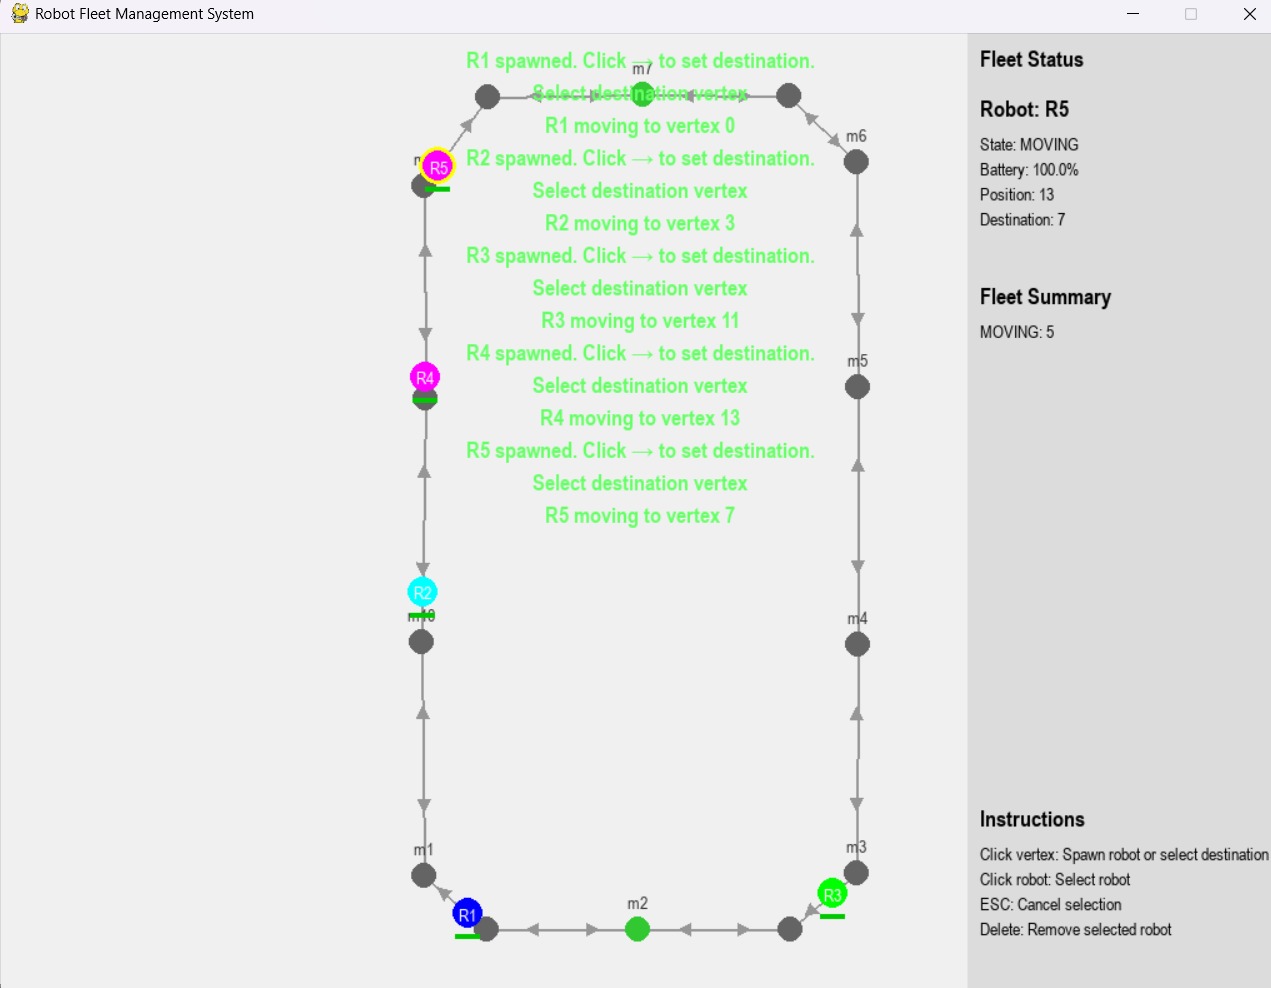 Robot Fleet Management System
R1 spawned. Click → to set destination.
m7
Select destination vertex
R1 moving to vertex 0
R2 spawned. Click → to set destination.
Select destination vertex
R2 moving to vertex 3
R3 spawned. Click → to set destination.
Select destination vertex
R3 moving to vertex 11
R4 spawned. Click → to set destination.
Select destination vertex
R4 moving to vertex 13
R5 spawned. Click → to set destination.
Select destination vertex
R5 moving to vertex 7
m6
R5
R4
m5
R2
m10
m4
m1
m3
R1
m2
R3
Fleet Status
Robot: R5
State: MOVING
Battery: 100.0%
Position: 13
Destination: 7
Fleet Summary
MOVING: 5
Instructions
Click vertex: Spawn robot or select destination
Click robot: Select robot
ESC: Cancel selection
Delete: Remove selected robot